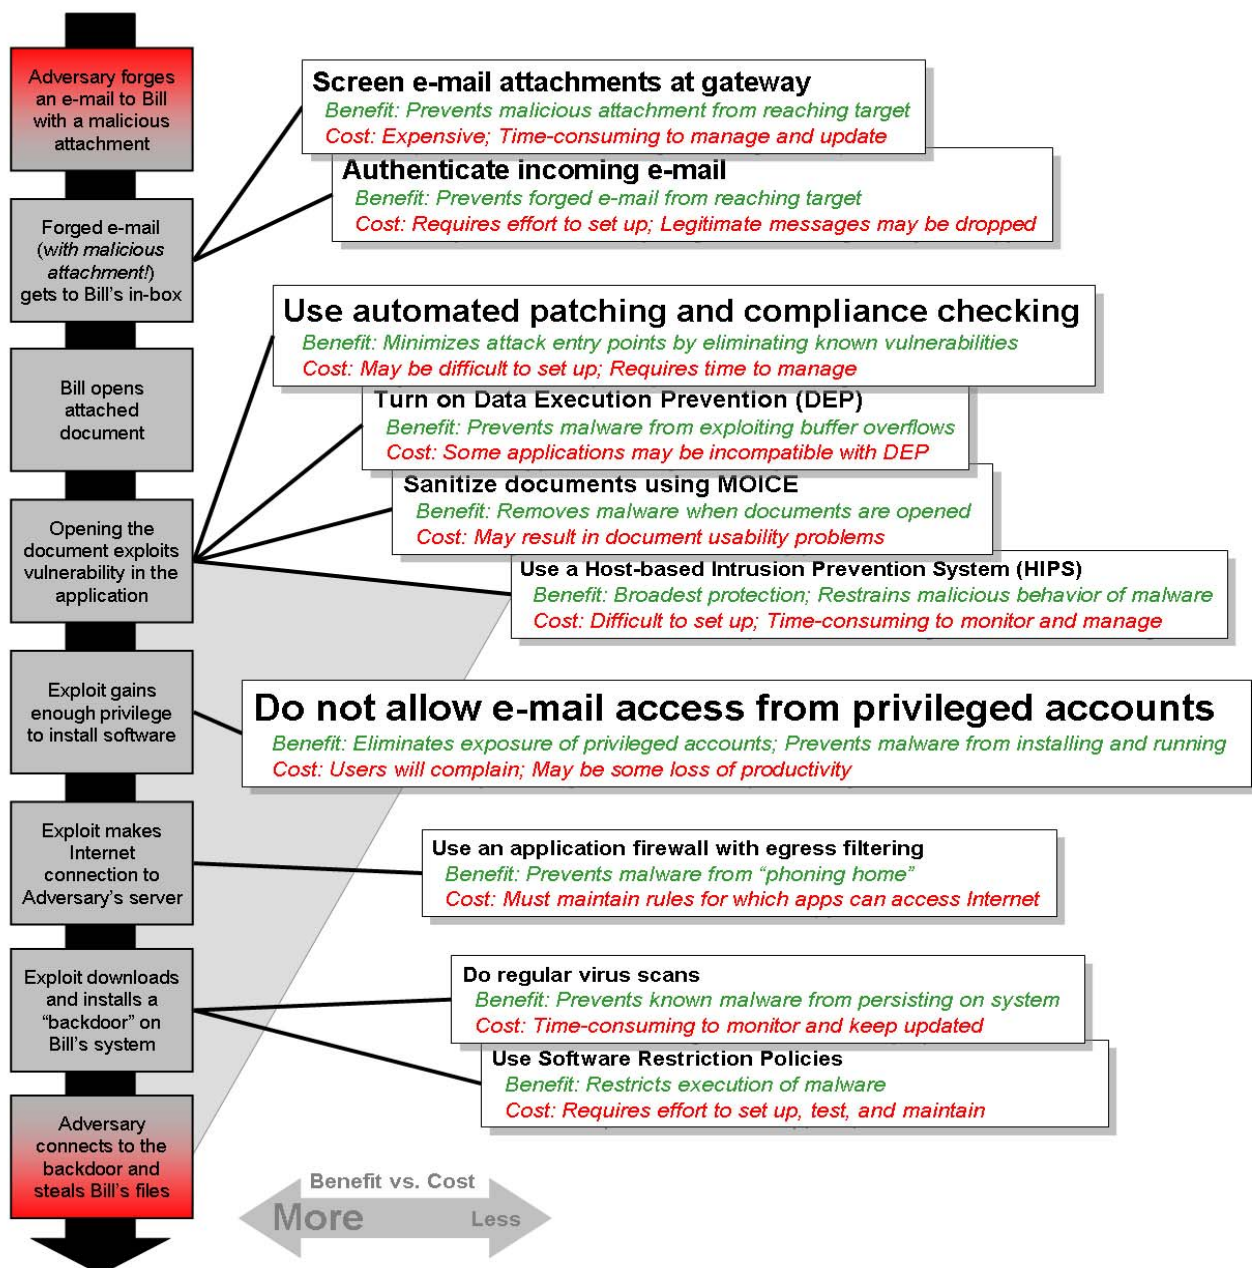 Adversary forges
an e-mail to Bill
with a malicious
attachment
Screen e-mail attachments at gateway
Benefit: Prevents malicious attachment from reaching target
Cost: Expensive; Time-consuming to manage and update
Authenticate incoming e-mail
Benefit: Prevents forged e-mail from reaching target
Cost: Requires effort to set up; Legitimate messages may be dropped
Forged e-mail
(with malicious
attachment!)
gets to Bill's in-box
Use automated patching and compliance checking
Benefit: Minimizes attack entry points by eliminating known vulnerabilities
Cost: May be difficult to set up; Requires time to manage
Bill opens
attached
document
Turn on Data Execution Prevention (DEP)
Benefit: Prevents malware from exploiting buffer overflows
Cost: Some applications may be incompatible with DEP
Sanitize documents using MOICE
Benefit: Removes malware when documents are opened
Cost: May result in document usability problems
Opening the
document exploits
vulnerability in the
application
Use a Host-based Intrusion Prevention System (HIPS)
Benefit: Broadest protection; Restrains malicious behavior of malware
Cost: Difficult to set up; Time-consuming to monitor and manage
Exploit gains
enough privilege
to install software
Do not allow e-mail access from privileged accounts
Benefit: Eliminates exposure of privileged accounts; Prevents malware from installing and running
Cost: Users will complain; May be some loss of productivity
Exploit makes
Internet
connection to
Adversary's server
Use an application firewall with egress filtering
Benefit: Prevents malware from "phoning home"
Cost: Must maintain rules for which apps can access Internet
Exploit downloads
and installs a
"backdoor" on
Bill's system
Do regular virus scans
Benefit: Prevents known malware from persisting on system
Cost: Time-consuming to monitor and keep updated
Use Software Restriction Policies
Benefit: Restricts execution of malware
Cost: Requires effort to set up, test, and maintain
Adversary
connects to the
backdoor and
steals Bill's files
Benefit vs. Cost
More Less